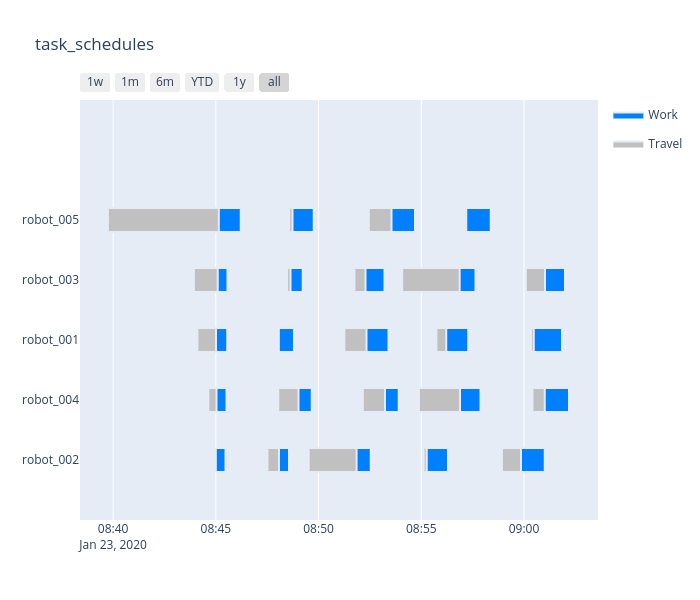 task_schedules
1w 1m 6m YTD 1y all
Work
Travel
robot_005
robot_003
robot_001
robot_004
robot_002
08:40 08:45 08:50 08:55 09:00
Jan 23, 2020